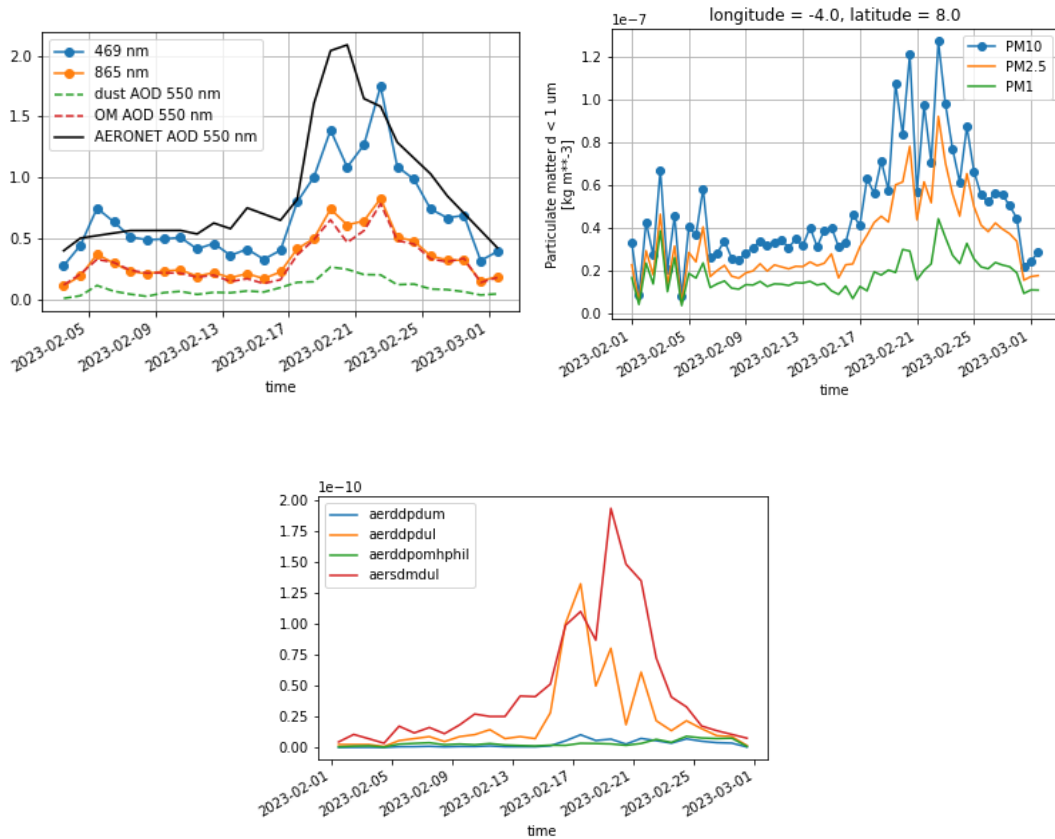 469 nm
865 nm
dust AOD 550 nm
OM AOD 550 nm
AERONET AOD 550 nm
2.0
1.5
1.0
0.5
0.0
2023-02-05
2023-02-09
2023-02-13
2023-02-17
2023-02-21
2023-02-25
2023-03-01
time
1e-7
longitude = -4.0, latitude = 8.0
PM10
PM2.5
PM1
Particulate matter d < 1 um
[kg m**-3]
1.2
1.0
0.8
0.6
0.4
0.2
0.0
2023-02-01
2023-02-05
2023-02-09
2023-02-13
2023-02-17
2023-02-21
2023-02-25
2023-03-01
time
1e-10
aerddpdum
aerddpdul
aerddpomhphil
aersdmdul
2.00
1.75
1.50
1.25
1.00
0.75
0.50
0.25
0.00
2023-02-01
2023-02-05
2023-02-09
2023-02-13
2023-02-17
2023-02-21
2023-02-25
2023-03-01
time